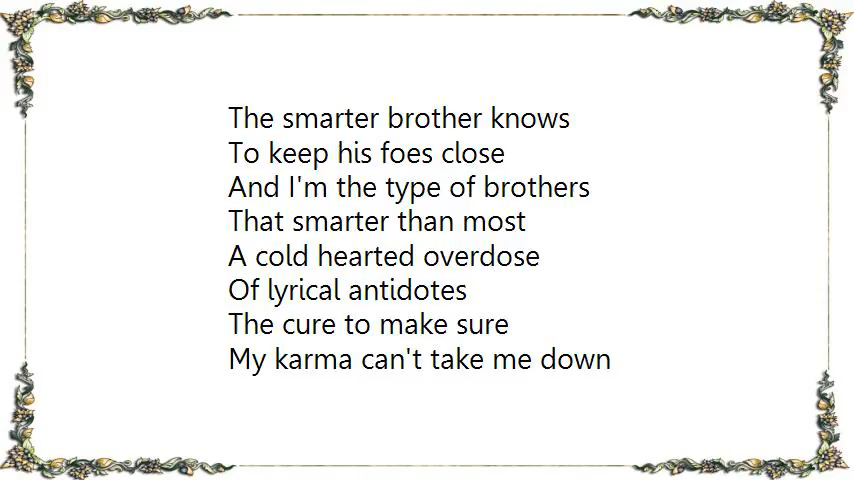 The smarter brother knows
To keep his foes close
And I'm the type of brothers
That smarter than most
A cold hearted overdose
Of lyrical antidotes
The cure to make sure
My karma can't take me down